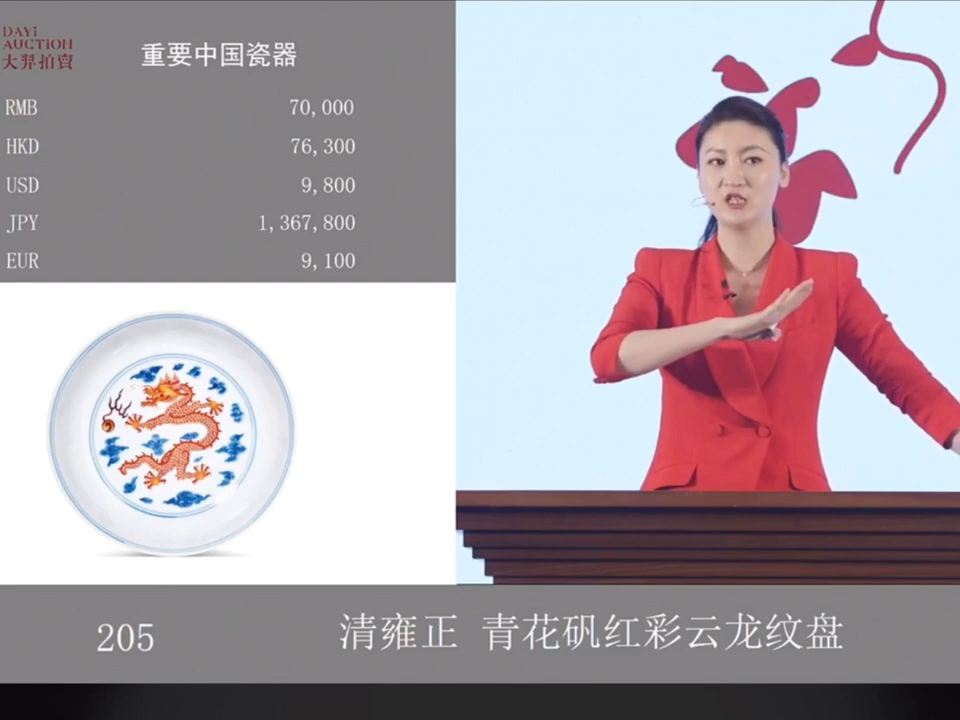 DAYI
AUCTION
大羿拍賣
重要中国瓷器
RMB 70,000
HKD 76,300
USD 9,800
JPY 1,367,800
EUR 9,100
205 清雍正 青花矾红彩云龙纹盘